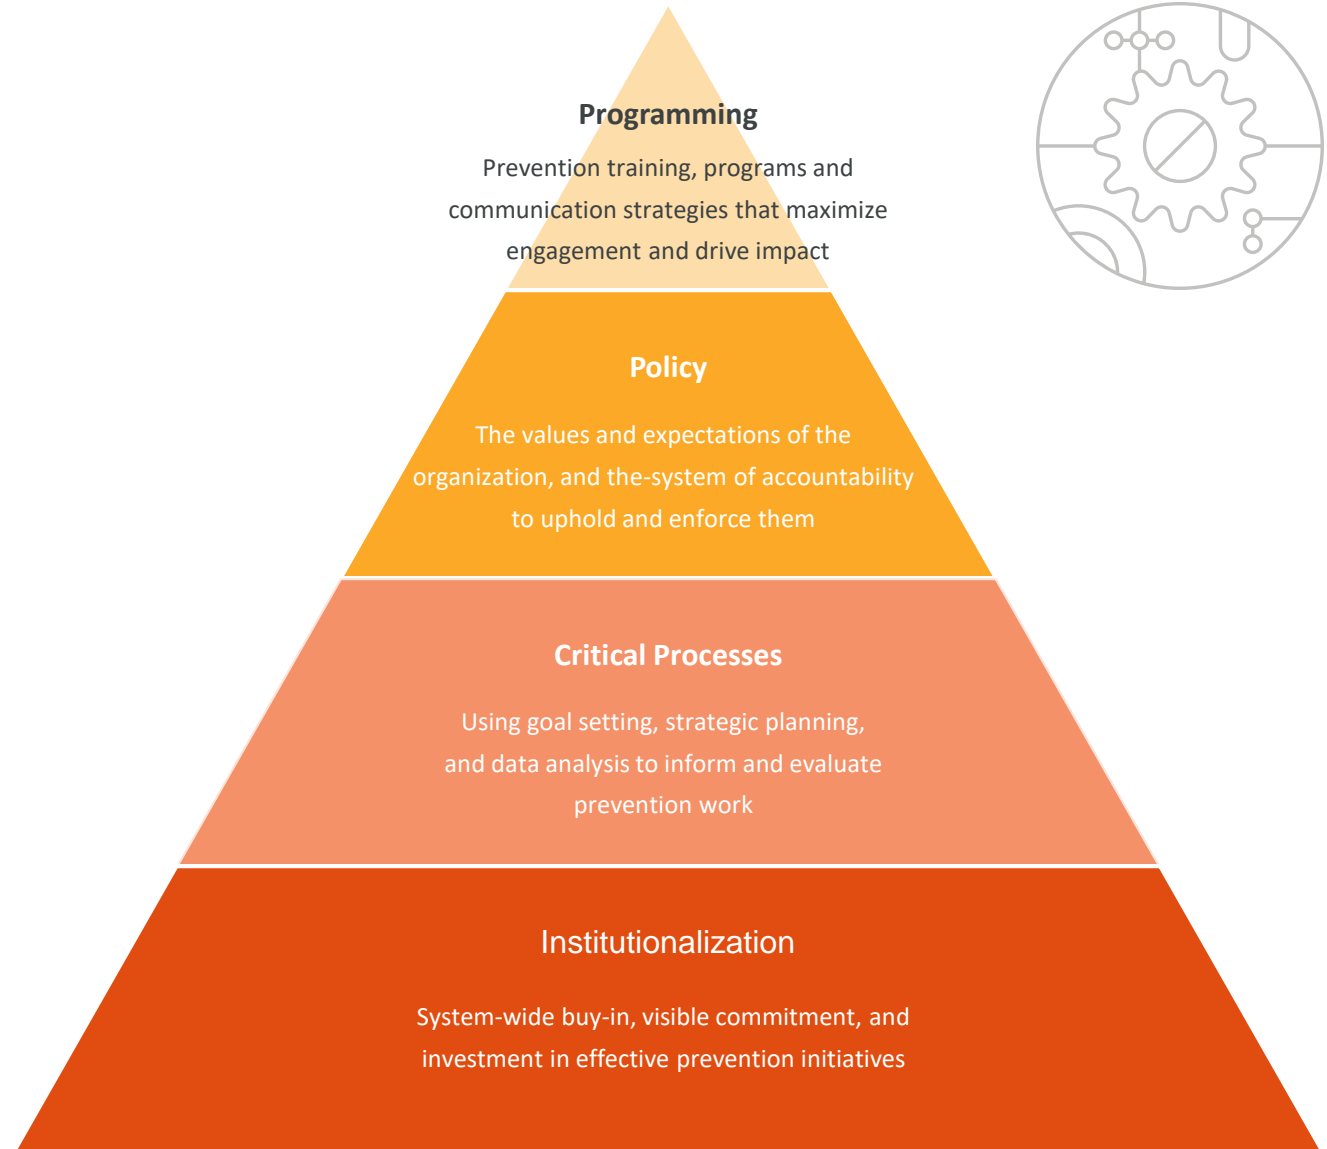 Programming
Prevention training, programs and
communication strategies that maximize
engagement and drive impact
Policy
The values and expectations of the
organization, and the-system of accountability
to uphold and enforce them
Critical Processes
Using goal setting, strategic planning,
and data analysis to inform and evaluate
prevention work
Institutionalization
System-wide buy-in, visible commitment, and
investment in effective prevention initiatives